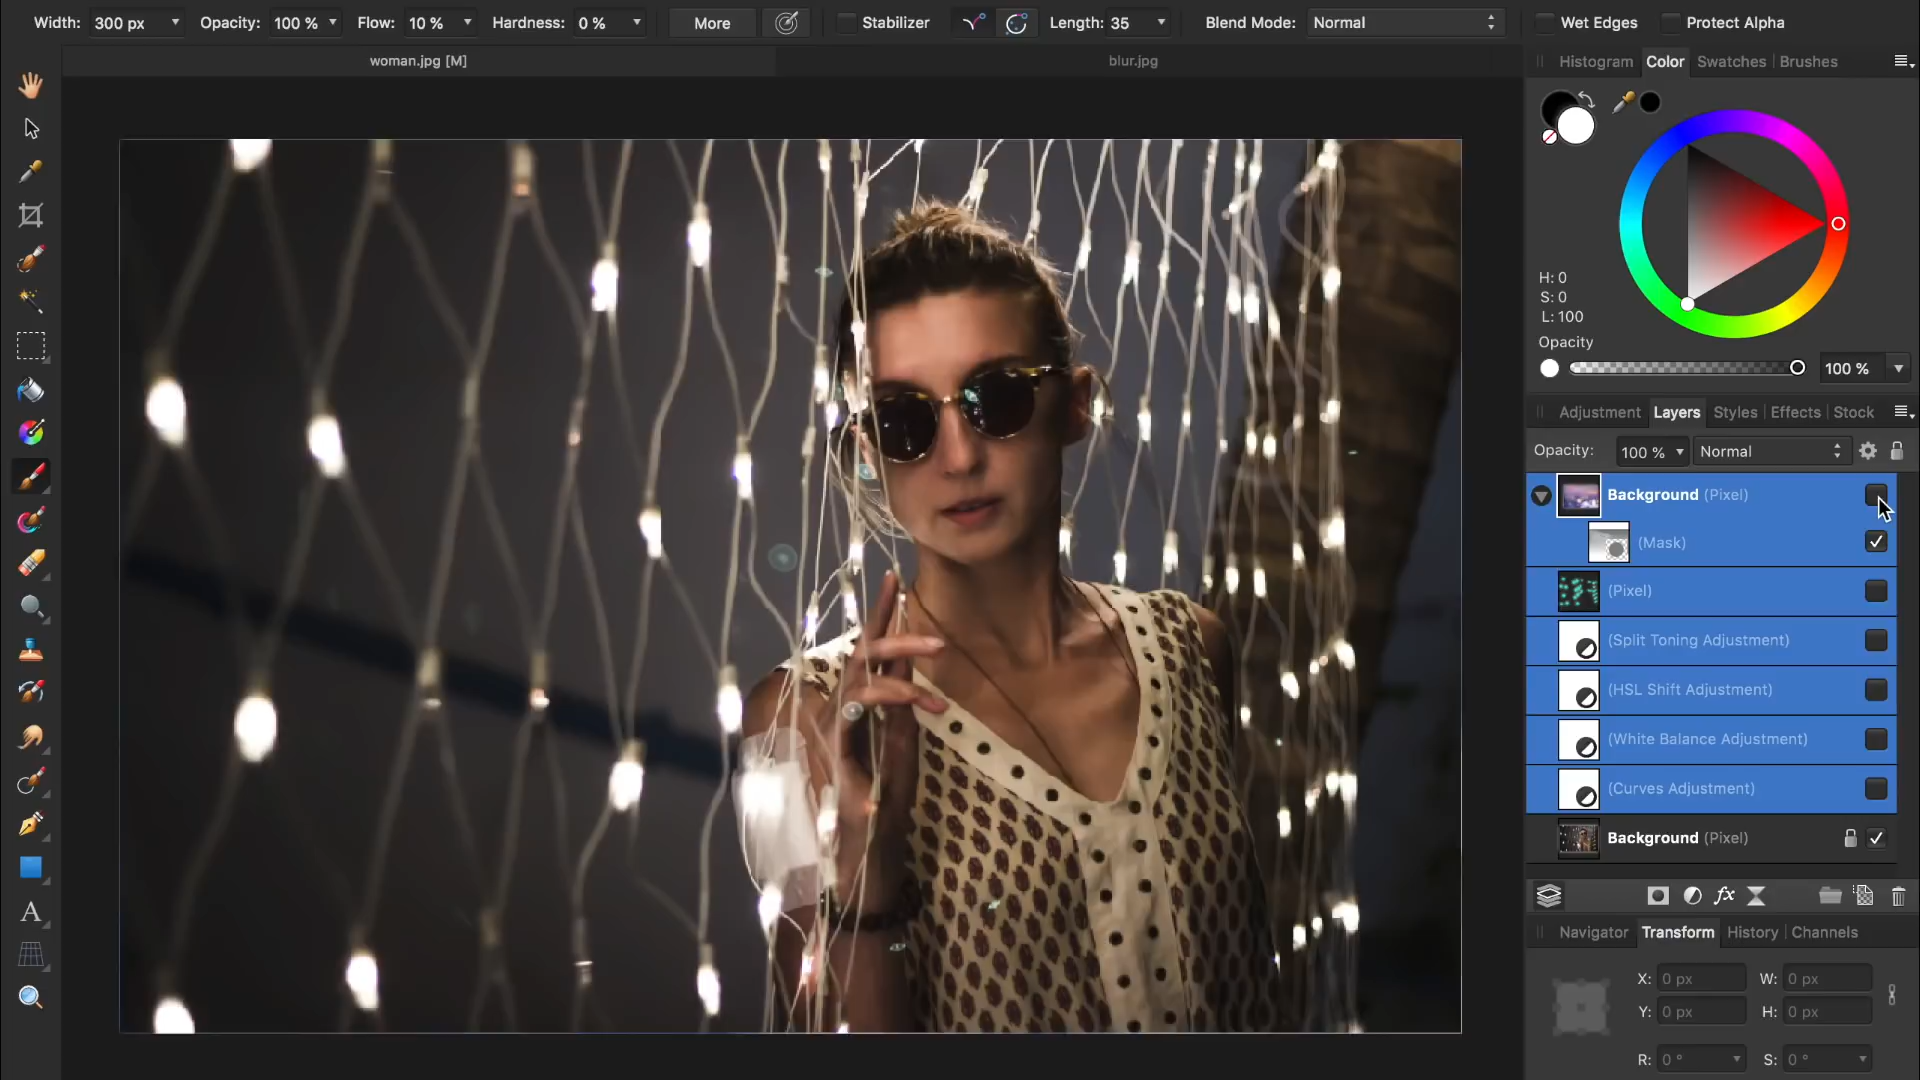 Width: 300 px Opacity: 100 % Flow: 10 % Hardness: 0 % More Stabilizer Length: 35 Blend Mode: Normal Wet Edges Protect Alpha
woman.jpg [M] blur.jpg
Histogram Color Swatches Brushes
H: 0
S: 0
L: 100
Opacity
100 %
Adjustment Layers Styles Effects Stock
Opacity: 100 % Normal
Background (Pixel)
(Mask)
(Pixel)
(Split Toning Adjustment)
(HSL Shift Adjustment)
(White Balance Adjustment)
(Curves Adjustment)
Background (Pixel)
fx
Navigator Transform History Channels
X: 0 px W: 0 px
Y: 0 px H: 0 px
R: 0 ° S: 0 °
A